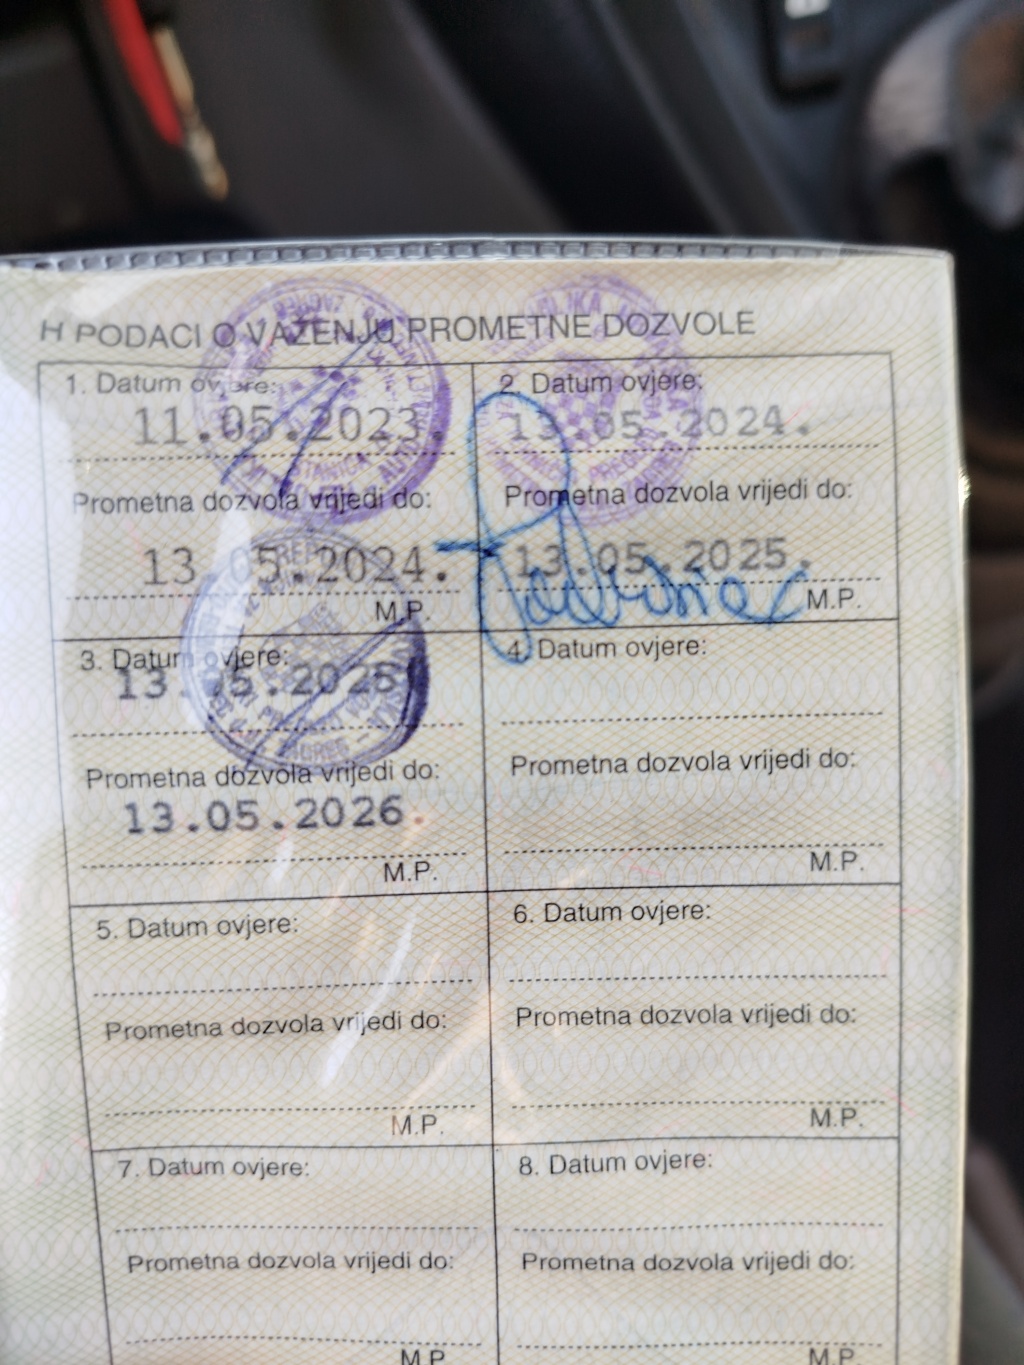 H PODACI O VAŽENJU PROMETNE DOZVOLE
1. Datum ovjere:
11.05.2023.
Prometna dozvola vrijedi do:
13.05.2024.
M.P.
2. Datum ovjere:
13.05.2024.
Prometna dozvola vrijedi do:
13.05.2025.
M.P.
3. Datum ovjere:
13.05.2025
Prometna dozvola vrijedi do:
13.05.2026.
M.P.
4. Datum ovjere:
Prometna dozvola vrijedi do:
M.P.
5. Datum ovjere:
Prometna dozvola vrijedi do:
M.P.
6. Datum ovjere:
Prometna dozvola vrijedi do:
M.P.
7. Datum ovjere:
Prometna dozvola vrijedi do:
M.P.
8. Datum ovjere:
Prometna dozvola vrijedi do:
M.P.